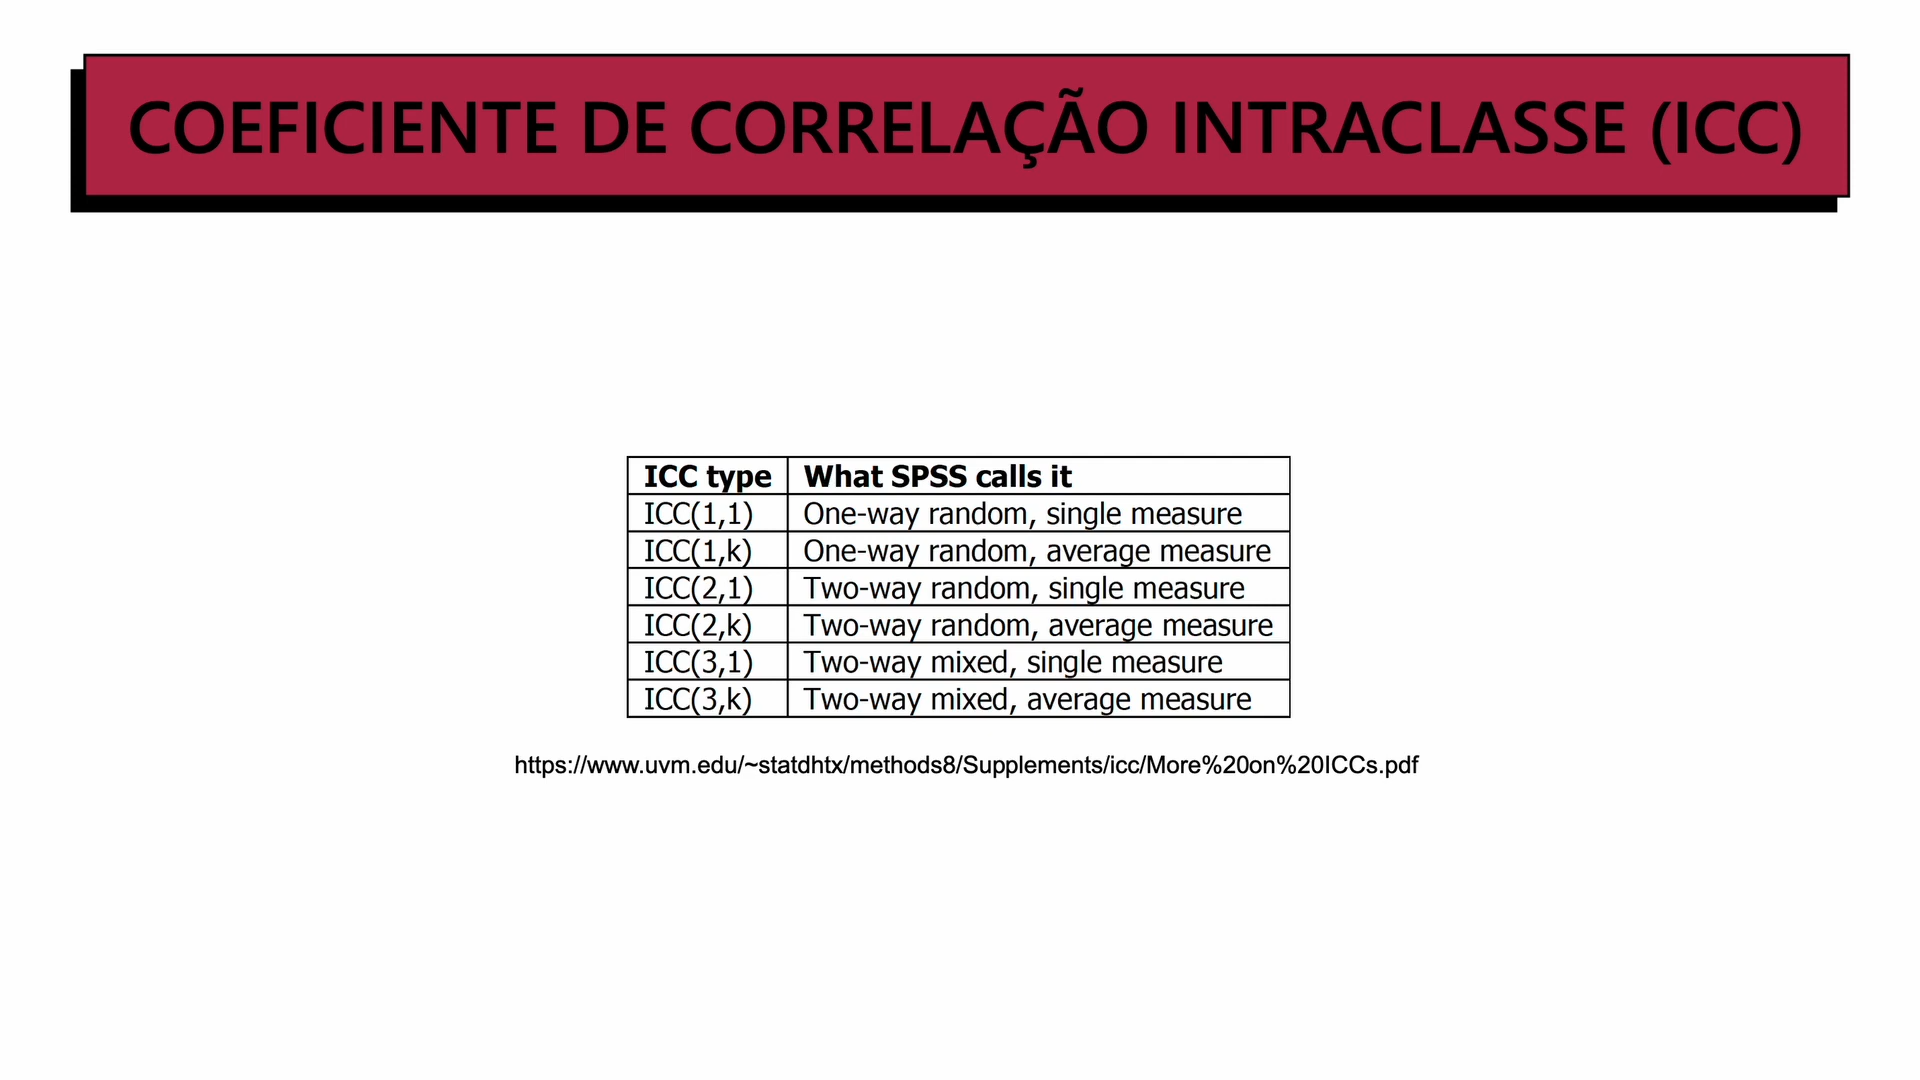 COEFICIENTE DE CORRELAÇÃO INTRACLASSE (ICC)
ICC type What SPSS calls it
ICC(1,1) One-way random, single measure
ICC(1,k) One-way random, average measure
ICC(2,1) Two-way random, single measure
ICC(2,k) Two-way random, average measure
ICC(3,1) Two-way mixed, single measure
ICC(3,k) Two-way mixed, average measure
https://www.uvm.edu/~statdhtx/methods8/Supplements/icc/More%20on%20ICCs.pdf